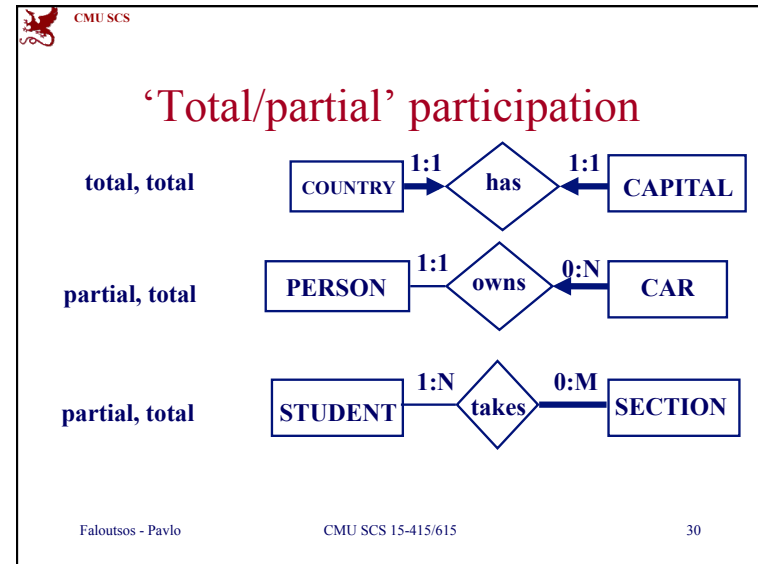 CMU SCS
‘Total/partial’ participation
total, total
COUNTRY 1:1 has 1:1 CAPITAL
partial, total
PERSON 1:1 owns 0:N CAR
partial, total
STUDENT 1:N takes 0:M SECTION
Faloutsos - Pavlo CMU SCS 15-415/615 30